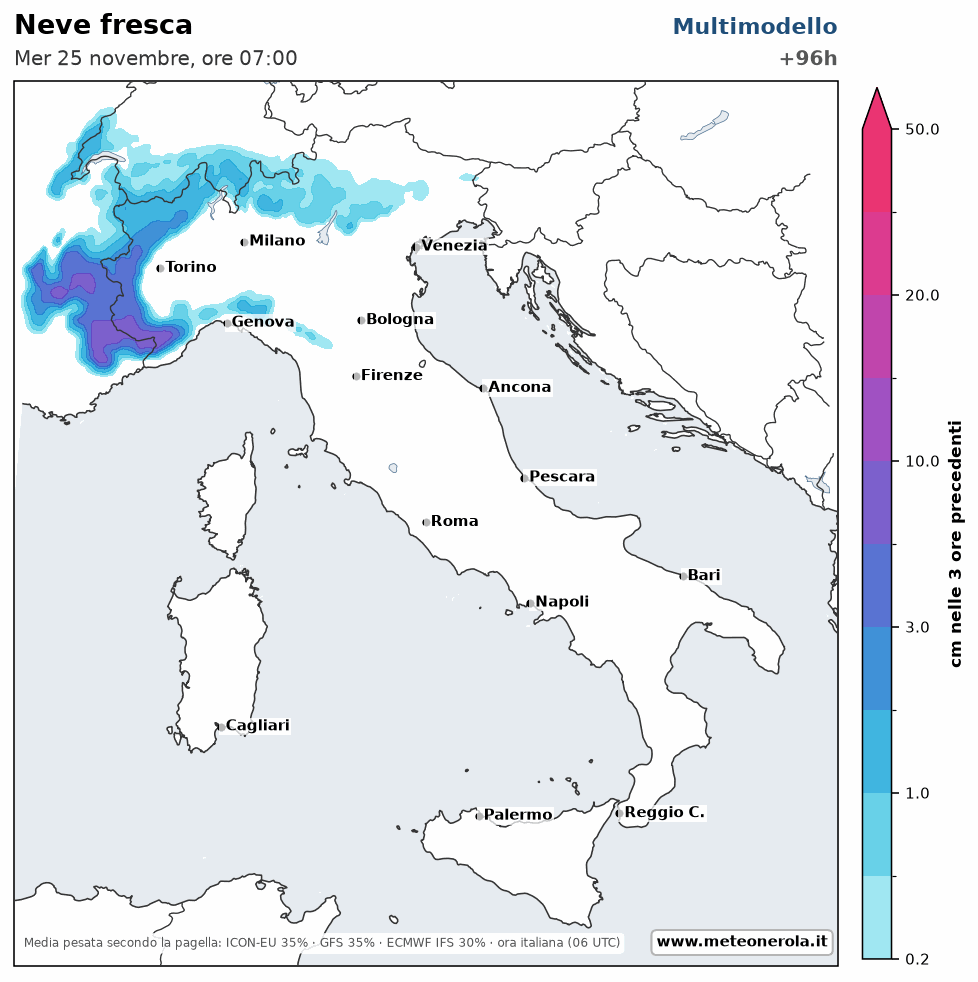 Neve fresca
Multimodello
Mer 25 novembre, ore 07:00
+96h
50.0
20.0
10.0
3.0
1.0
0.2
cm nelle 3 ore precedenti
Milano
Venezia
Torino
Genova
Bologna
Firenze
Ancona
Pescara
Roma
Bari
Napoli
Cagliari
Palermo
Reggio C.
Media pesata secondo la pagella: ICON-EU 35% · GFS 35% · ECMWF IFS 30% · ora italiana (06 UTC)
www.meteonerola.it